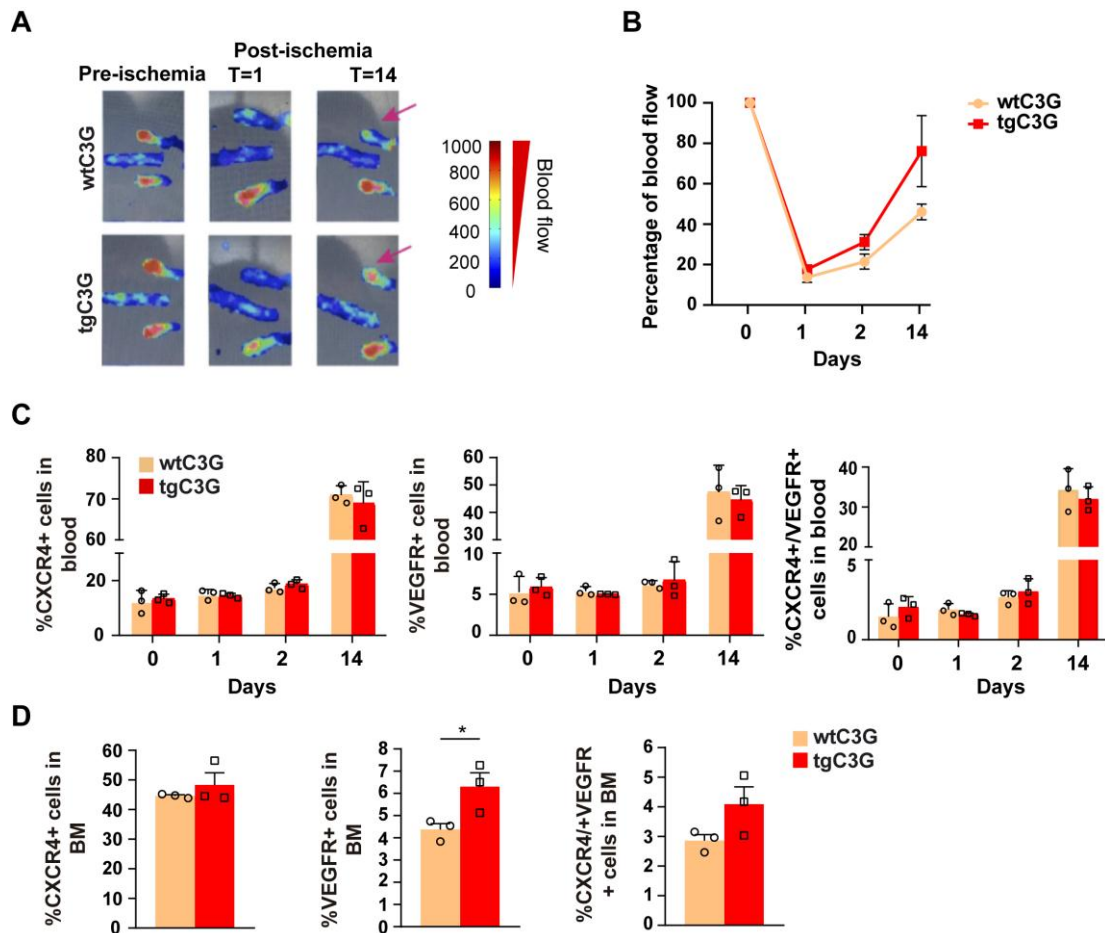 A
Post-ischemia
Pre-ischemia T=1 T=14
wtC3G
tgC3G
1000
800
600
400
200
0
Blood flow
B
Percentage of blood flow
100
80
60
40
20
0
0 1 2 14
Days
wtC3G
tgC3G
C
%CXCR4+ cells in
blood
80
70
60
40
20
0
wtC3G
tgC3G
0 1 2 14
Days
%VEGFR+ cells in
blood
60
50
40
30
10
5
0
0 1 2 14
Days
%CXCR4+/VEGFR+
cells in blood
40
30
20
5
0
0 1 2 14
Days
D
%CXCR4+ cells in
BM
60
50
40
30
20
10
0
%VEGFR+ cells in
BM
8
7
6
5
4
3
2
1
0
*
%CXCR4/+VEGFR
+ cells in BM
6
5
4
3
2
1
0
wtC3G
tgC3G